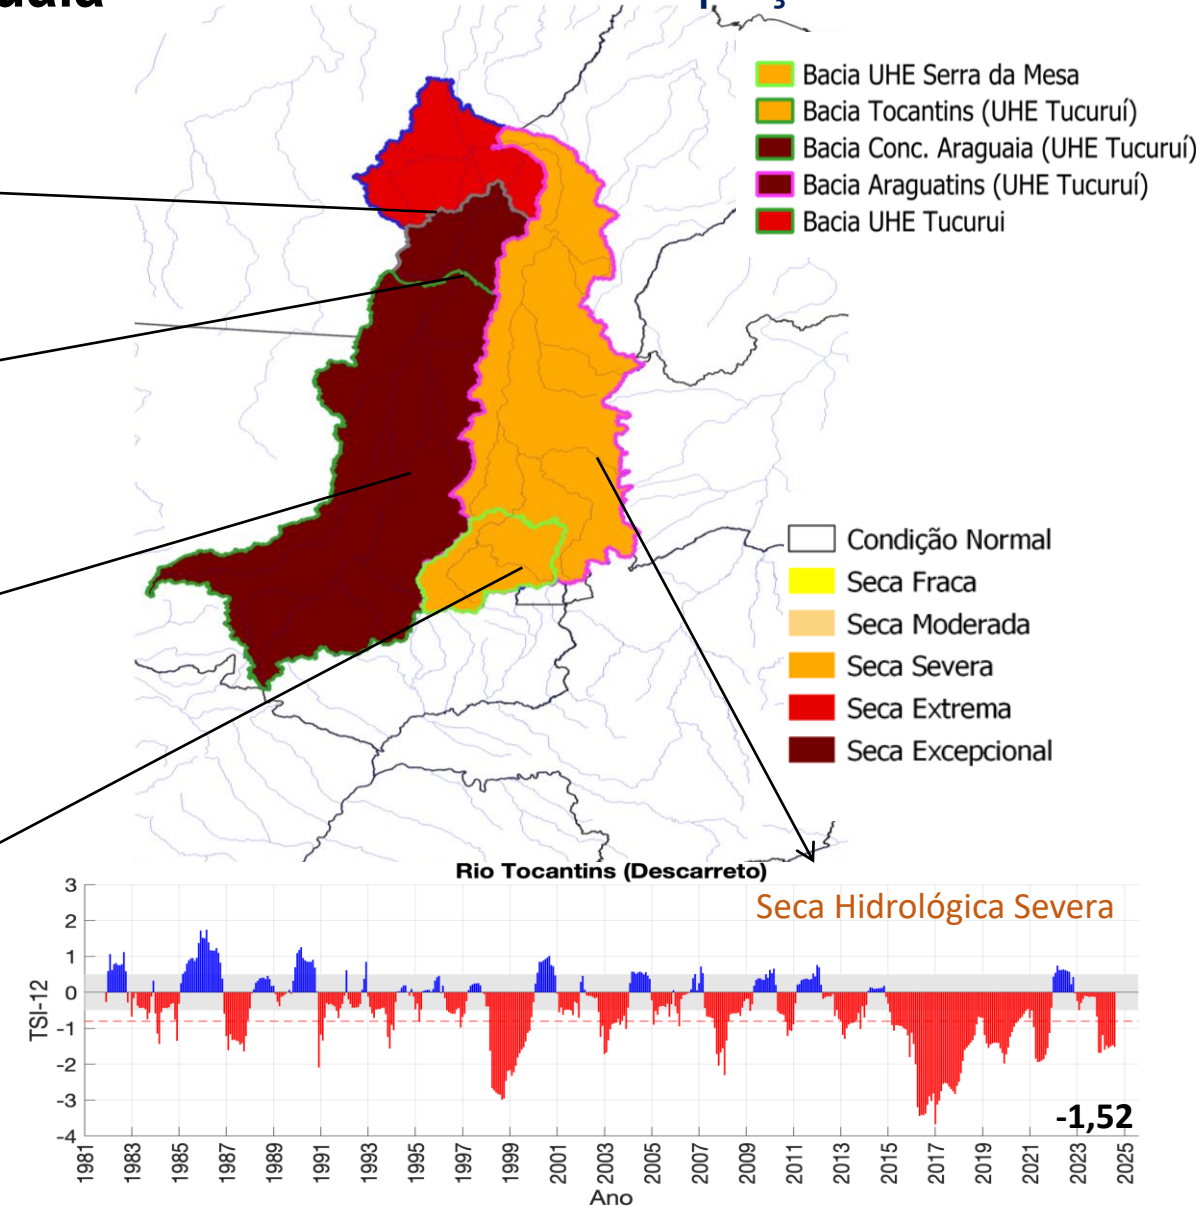 Bacia UHE Serra da Mesa
Bacia Tocantins (UHE Tucuruí)
Bacia Conc. Araguaia (UHE Tucuruí)
Bacia Araguatins (UHE Tucuruí)
Bacia UHE Tucurui
Condição Normal
Seca Fraca
Seca Moderada
Seca Severa
Seca Extrema
Seca Excepcional
Rio Tocantins (Descarreto)
Seca Hidrológica Severa
3
2
1
0
-1
-2
-3
-4
TSI-12
-1,52
1981 1983 1985 1987 1989 1991 1993 1995 1997 1999 2001 2003 2005 2007 2009 2011 2013 2015 2017 2019 2021 2023 2025
Ano